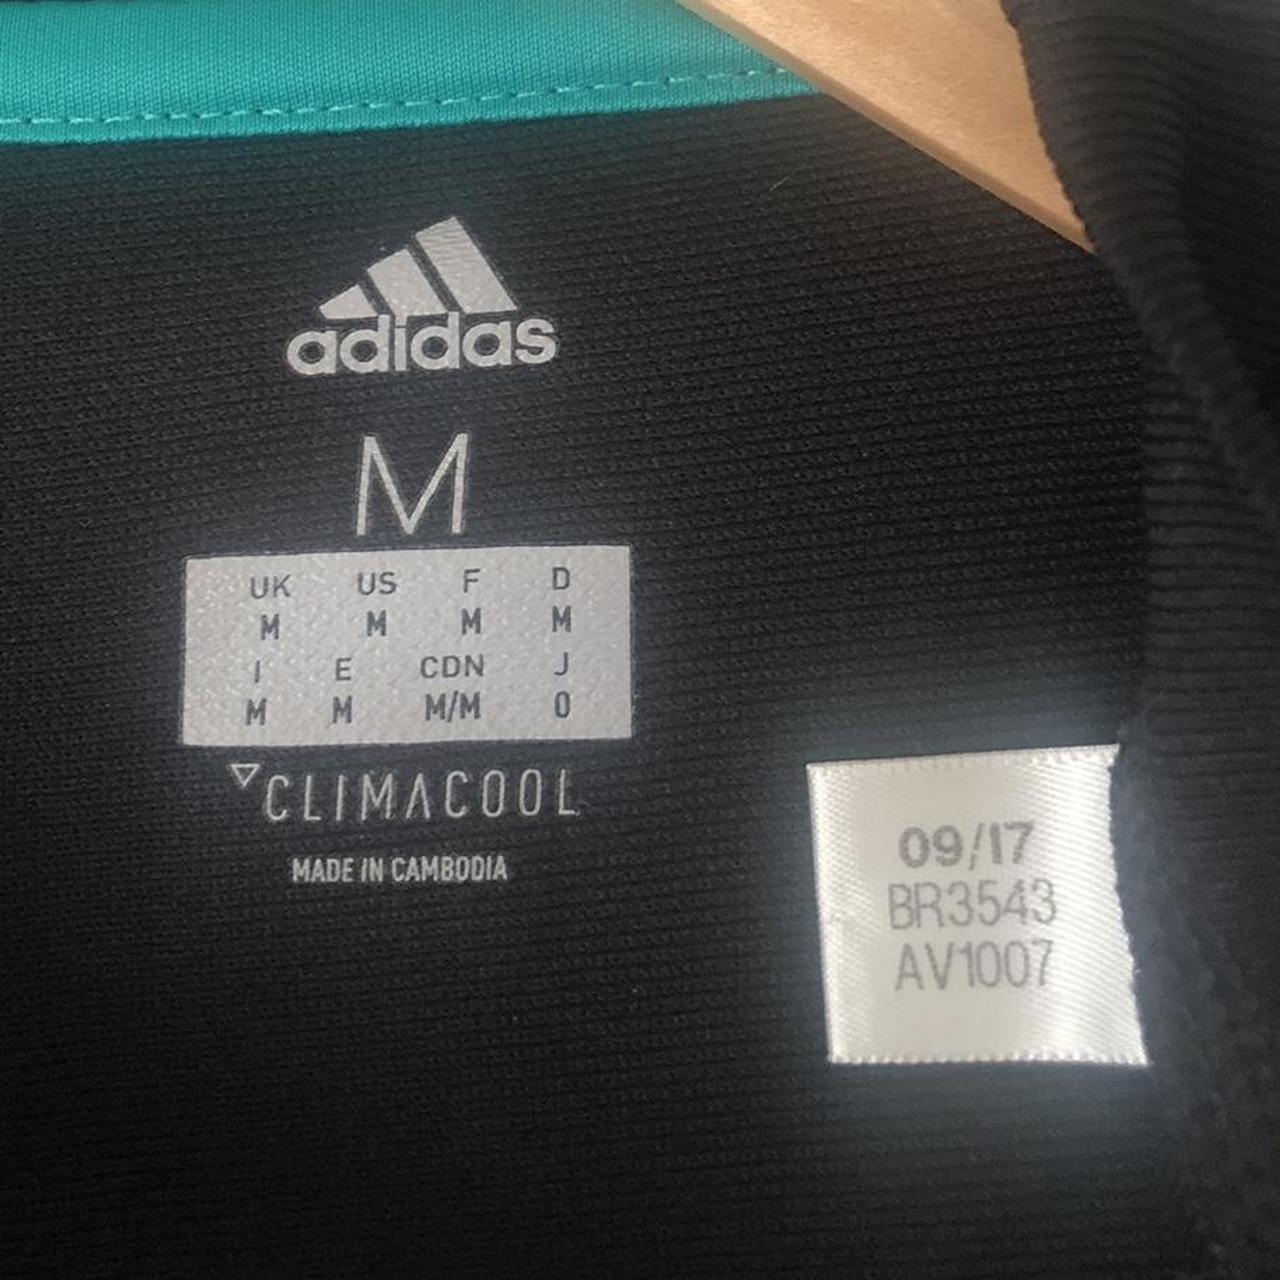 adidas
M
UK US F D
M M M M
I E CDN J
M M M/M O
CLIMACOOL
MADE IN CAMBODIA
09/17
BR3543
AV1007